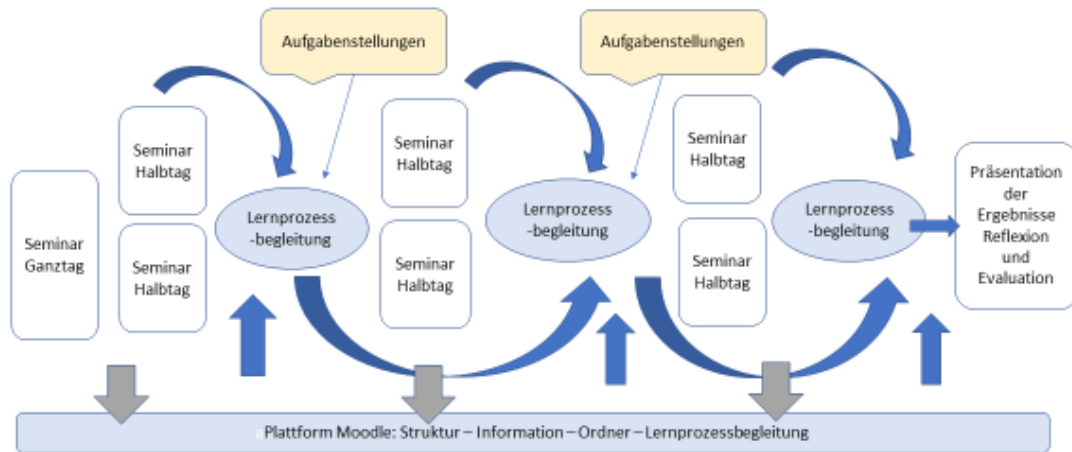 Aufgabenstellungen
Aufgabenstellungen
Seminar
Ganztag
Seminar
Halbtag
Seminar
Halbtag
Lernprozess
-begleitung
Seminar
Halbtag
Seminar
Halbtag
Lernprozess
-begleitung
Seminar
Halbtag
Seminar
Halbtag
Lernprozess
-begleitung
Präsentation
der
Ergebnisse
Reflexion
und
Evaluation
Plattform Moodle: Struktur – Information – Ordner – Lernprozessbegleitung